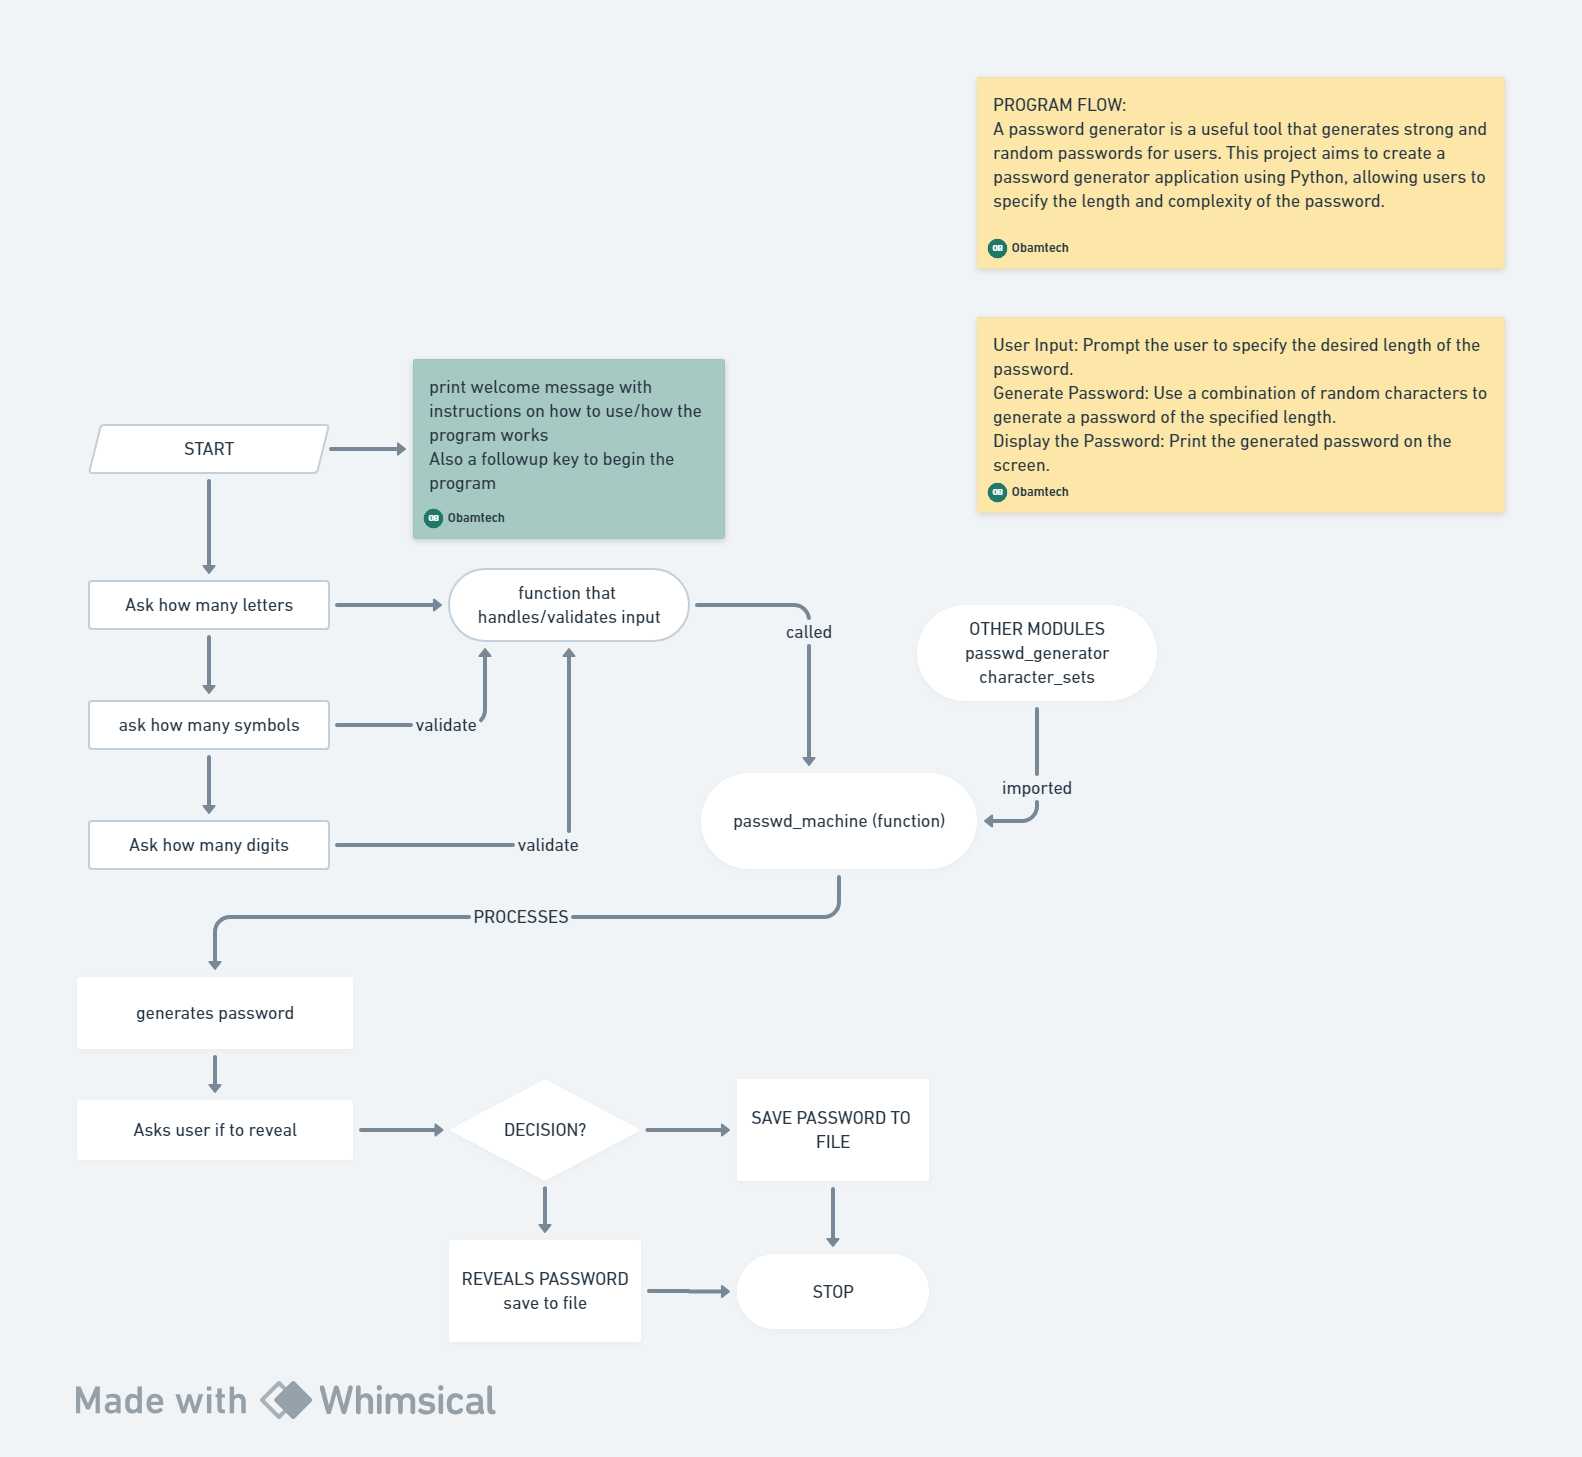 PROGRAM FLOW:
A password generator is a useful tool that generates strong and
random passwords for users. This project aims to create a
password generator application using Python, allowing users to
specify the length and complexity of the password.
OB Obamtech
User Input: Prompt the user to specify the desired length of the
password.
Generate Password: Use a combination of random characters to
generate a password of the specified length.
Display the Password: Print the generated password on the
screen.
OB Obamtech
print welcome message with
instructions on how to use/how the
program works
Also a followup key to begin the
program
OB Obamtech
START
Ask how many letters
function that
handles/validates input
called
OTHER MODULES
passwd_generator
character_sets
ask how many symbols
validate
imported
passwd_machine (function)
Ask how many digits
validate
PROCESSES
generates password
Asks user if to reveal
DECISION?
SAVE PASSWORD TO
FILE
REVEALS PASSWORD
save to file
STOP
Made with Whimsical